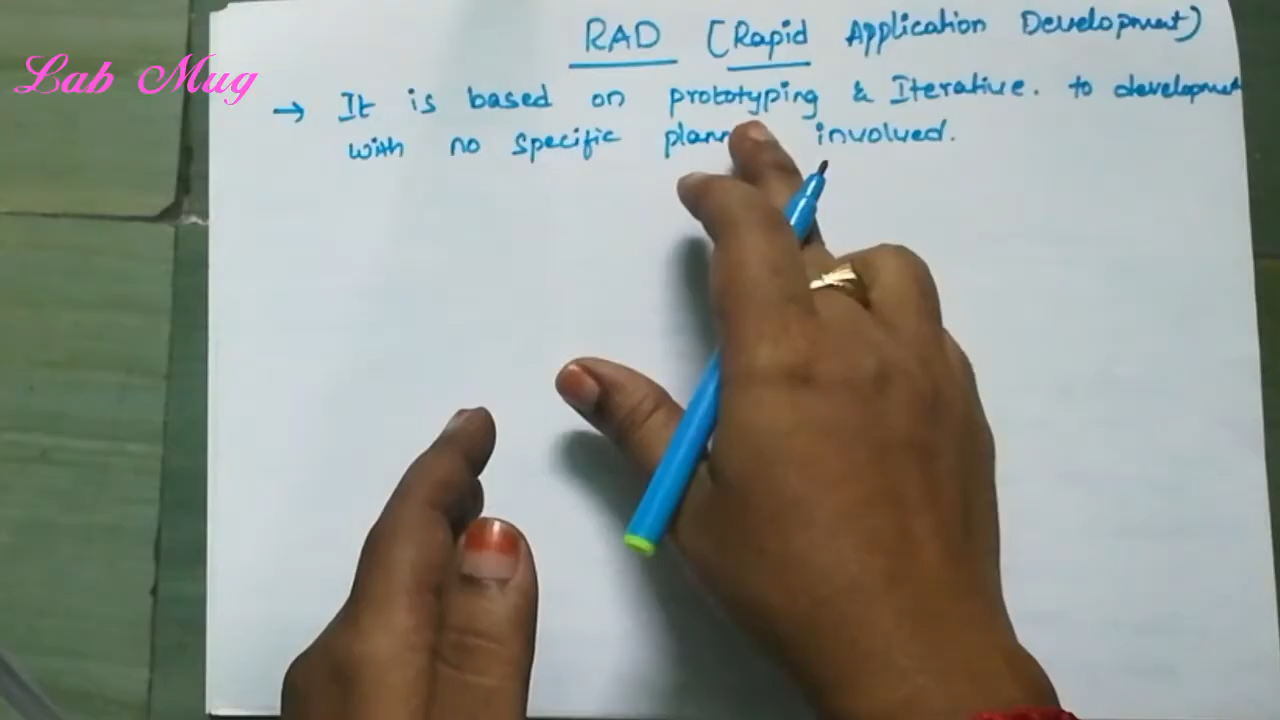 Lab Mug
RAD (Rapid Application Development)
→ It is based on prototyping & Iterative. to development
with no specific involved.